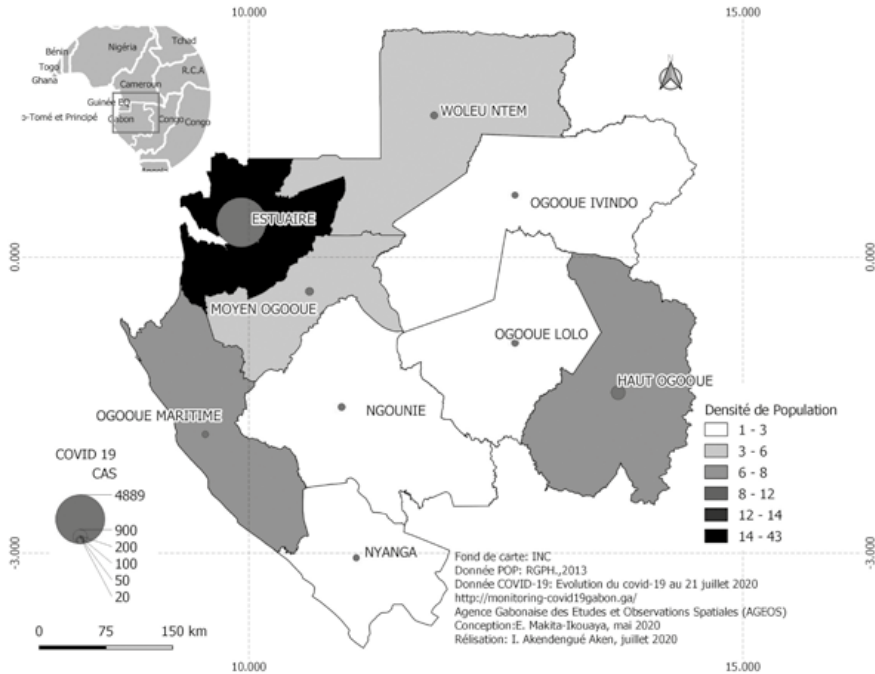 10.000
15.000
Bénin
Nigéria
Tchad
Togo
R.C.A
Ghana
Cameroun
Guinée EQ
o-Tomé et Principé
Gabon
Congo
Congo
Angola
N
WOLEU NTEM
OGOOUE IVINDO
ESTUAIRE
0.000
0.000
MOYEN OGOOUE
OGOOUE LOLO
HAUT OGOOUE
NGOUNIE
OGOOUE MARITIME
NYANGA
Densité de Population
1 - 3
3 - 6
6 - 8
8 - 12
12 - 14
14 - 43
COVID 19
CAS
4889
900
200
100
50
20
-3.000
-3.000
Fond de carte: INC
Donnée POP: RGPH.,2013
Donnée COVID-19: Evolution du covid-19 au 21 juillet 2020
http://monitoring-covid19gabon.ga/
Agence Gabonaise des Etudes et Observations Spatiales (AGEOS)
Conception:E. Makita-Ikouaya, mai 2020
Rélisation: I. Akendengué Aken, juillet 2020
0 75 150 km
10.000
15.000